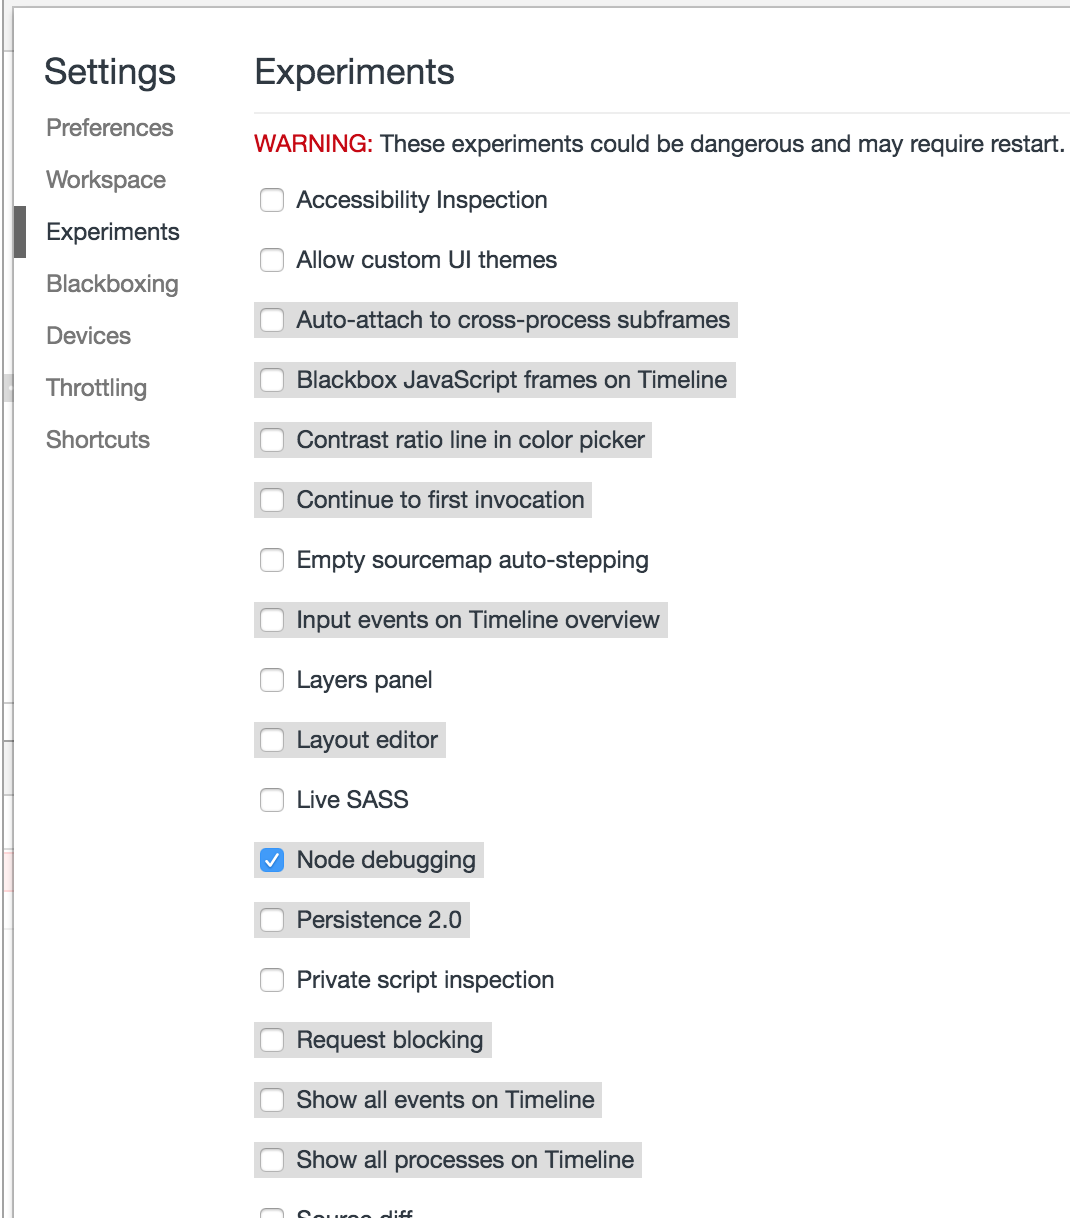 Settings
Preferences
Workspace
Experiments
Blackboxing
Devices
Throttling
Shortcuts
Experiments
WARNING: These experiments could be dangerous and may require restart.
Accessibility Inspection
Allow custom UI themes
Auto-attach to cross-process subframes
Blackbox JavaScript frames on Timeline
Contrast ratio line in color picker
Continue to first invocation
Empty sourcemap auto-stepping
Input events on Timeline overview
Layers panel
Layout editor
Live SASS
Node debugging
Persistence 2.0
Private script inspection
Request blocking
Show all events on Timeline
Show all processes on Timeline
Source diff